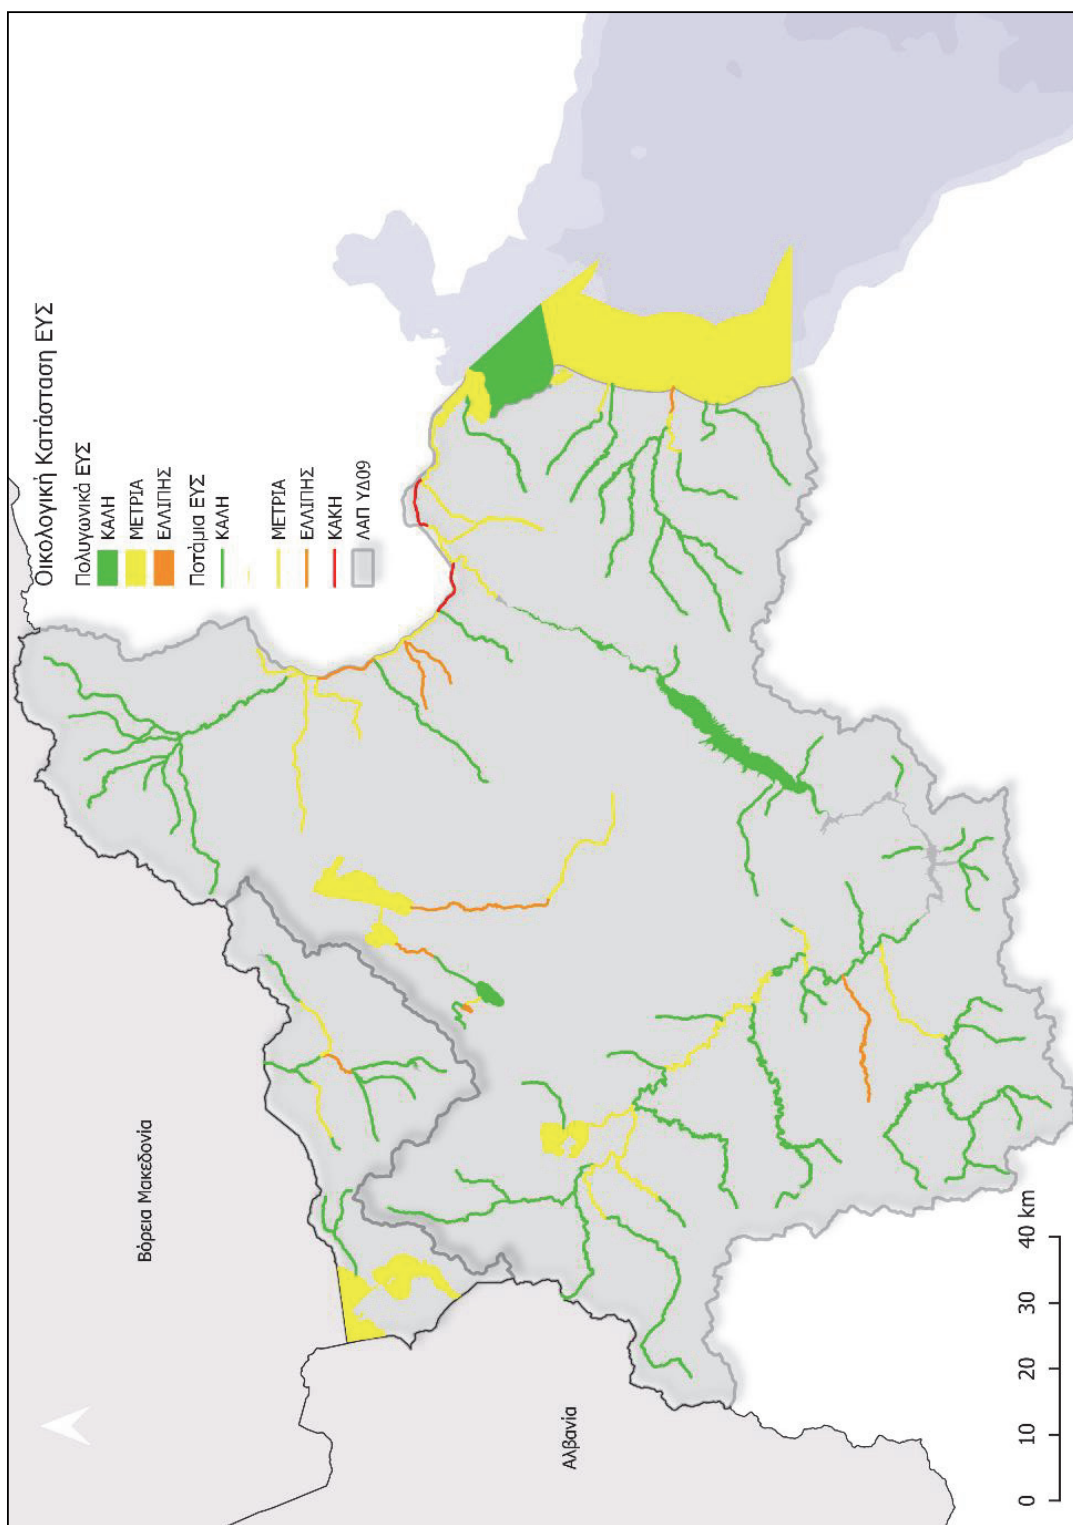 Οικολογική Κατάσταση ΕΥΣ
Πολυγωνικά ΕΥΣ
ΚΑΛΗ
ΜΕΤΡΙΑ
ΕΛΛΙΠΗΣ
Ποτάμια ΕΥΣ
ΚΑΛΗ
ΜΕΤΡΙΑ
ΕΛΛΙΠΗΣ
ΚΑΚΗ
ΛΑΠ ΥΔ09
Βόρεια Μακεδονία
Αλβανία
0 10 20 30 40 km